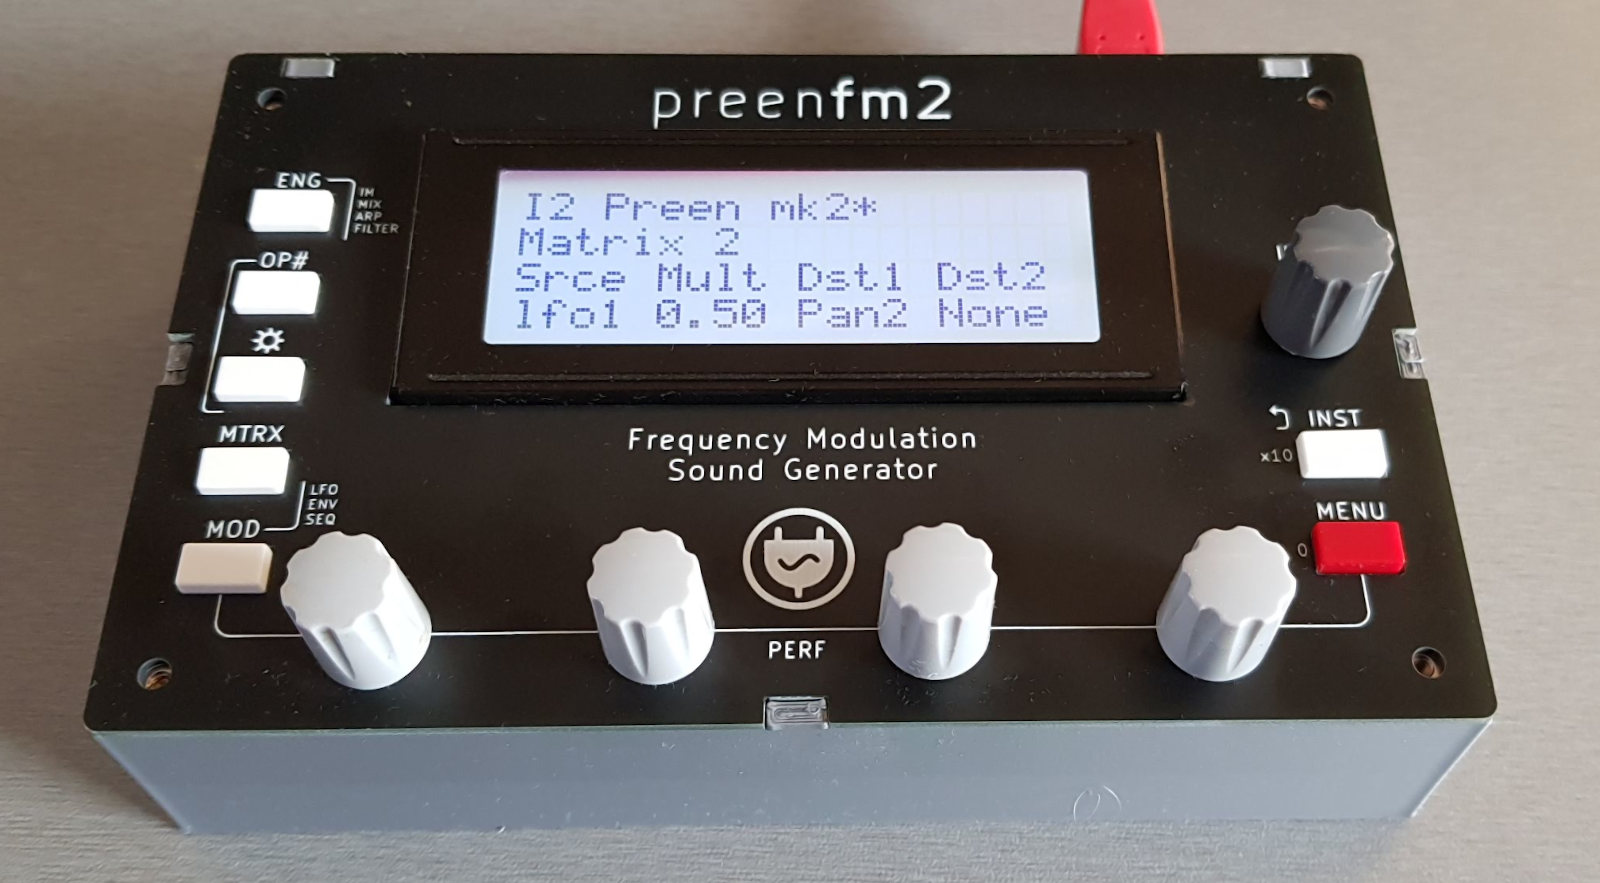 preenfm2
ENG
IM
MIX
ARP
FILTER
OP#
MTRX
LFO
ENV
SEQ
MOD
I2 Preen mk2*
Matrix 2
Srce Mult Dst1 Dst2
lfo1 0.50 Pan2 None
Frequency Modulation
Sound Generator
INST
x10
MENU
0
PERF